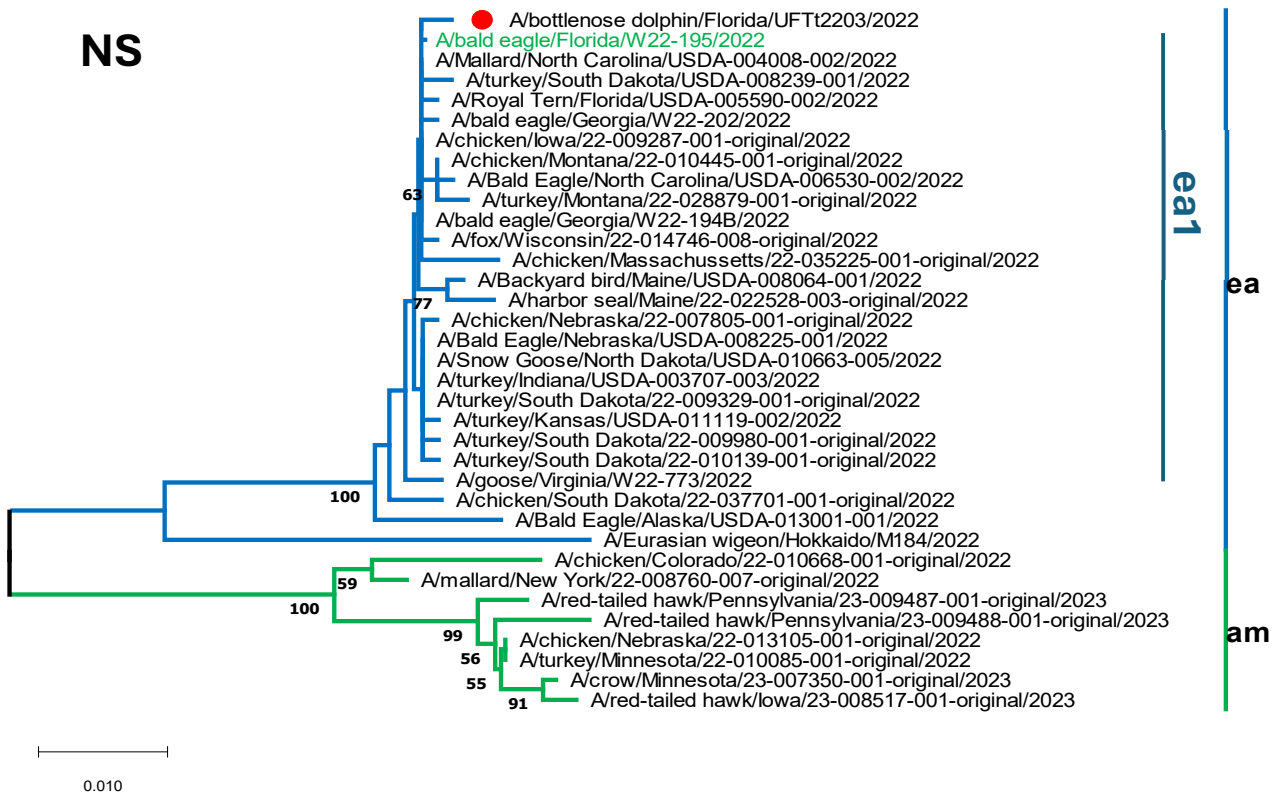 NS
A/bottlenose dolphin/Florida/UFTt2203/2022
A/bald eagle/Florida/W22-195/2022
A/Mallard/North Carolina/USDA-004008-002/2022
A/turkey/South Dakota/USDA-008239-001/2022
A/Royal Tern/Florida/USDA-005590-002/2022
A/bald eagle/Georgia/W22-202/2022
A/chicken/Iowa/22-009287-001-original/2022
A/chicken/Montana/22-010445-001-original/2022
A/Bald Eagle/North Carolina/USDA-006530-002/2022
63
A/turkey/Montana/22-028879-001-original/2022
ea1
A/bald eagle/Georgia/W22-194B/2022
A/fox/Wisconsin/22-014746-008-original/2022
A/chicken/Massachussetts/22-035225-001-original/2022
A/Backyard bird/Maine/USDA-008064-001/2022
ea
A/harbor seal/Maine/22-022528-003-original/2022
77
A/chicken/Nebraska/22-007805-001-original/2022
A/Bald Eagle/Nebraska/USDA-008225-001/2022
A/Snow Goose/North Dakota/USDA-010663-005/2022
A/turkey/Indiana/USDA-003707-003/2022
A/turkey/South Dakota/22-009329-001-original/2022
A/turkey/Kansas/USDA-011119-002/2022
A/turkey/South Dakota/22-009980-001-original/2022
A/turkey/South Dakota/22-010139-001-original/2022
A/goose/Virginia/W22-773/2022
100
A/chicken/South Dakota/22-037701-001-original/2022
A/Bald Eagle/Alaska/USDA-013001-001/2022
A/Eurasian wigeon/Hokkaido/M184/2022
A/chicken/Colorado/22-010668-001-original/2022
59
A/mallard/New York/22-008760-007-original/2022
100
A/red-tailed hawk/Pennsylvania/23-009487-001-original/2023
A/red-tailed hawk/Pennsylvania/23-009488-001-original/2023
99
am
A/chicken/Nebraska/22-013105-001-original/2022
56
A/turkey/Minnesota/22-010085-001-original/2022
55
A/crow/Minnesota/23-007350-001-original/2023
91
A/red-tailed hawk/Iowa/23-008517-001-original/2023
0.010